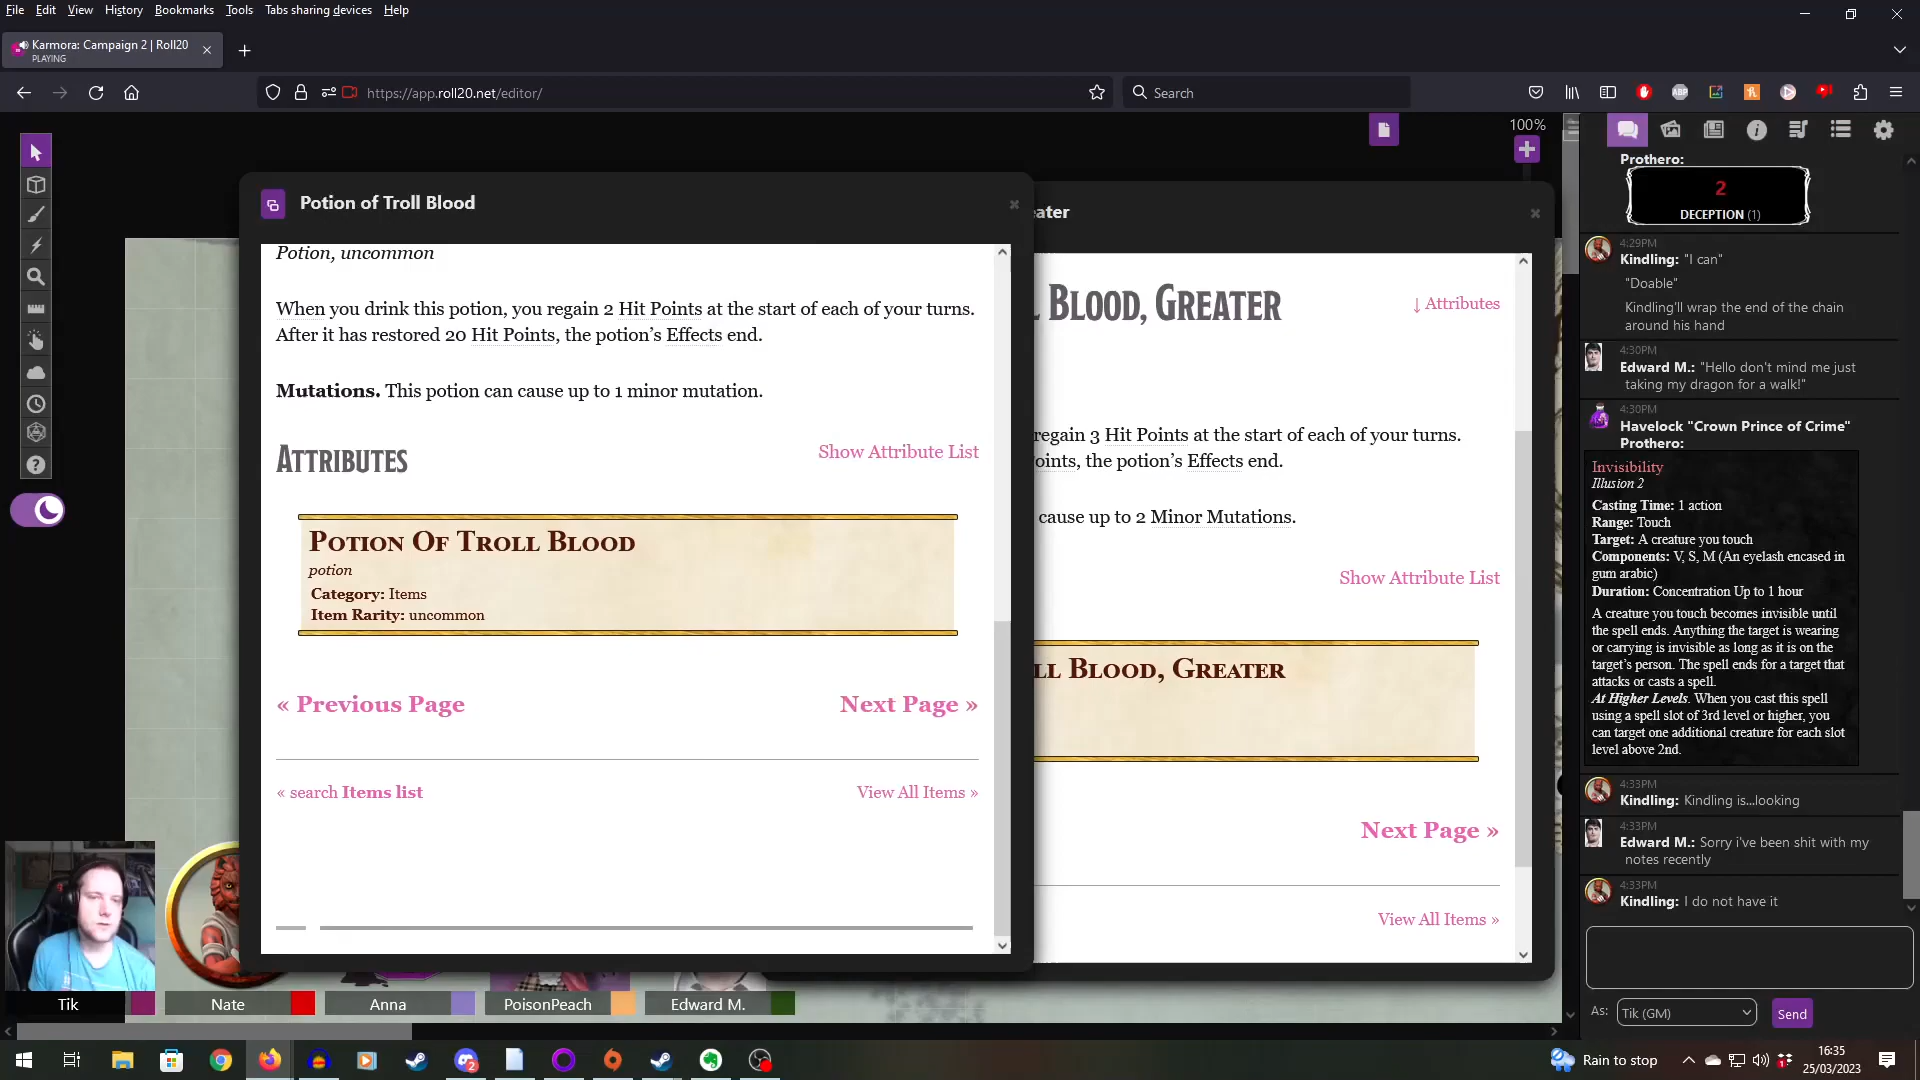 File Edit View History Bookmarks Tools Tabs sharing devices Help
Karmora: Campaign 2 | Roll20
PLAYING
https://app.roll20.net/editor/
Search
100%
Potion of Troll Blood
Potion, uncommon
When you drink this potion, you regain 2 Hit Points at the start of each of your turns.
After it has restored 20 Hit Points, the potion's Effects end.
Mutations. This potion can cause up to 1 minor mutation.
Attributes
Show Attribute List
Potion Of Troll Blood
potion
Category: Items
Item Rarity: uncommon
« Previous Page
Next Page »
« search Items list
View All Items »
eater
Blood, Greater
↓ Attributes
regain 3 Hit Points at the start of each of your turns.
oints, the potion's Effects end.
cause up to 2 Minor Mutations.
Show Attribute List
ll Blood, Greater
Next Page »
View All Items »
Prothero:
2
DECEPTION (1)
4:29PM
Kindling: "I can"
"Doable"
Kindling'll wrap the end of the chain
around his hand
4:30PM
Edward M.: "Hello don't mind me just
taking my dragon for a walk!"
4:30PM
Havelock "Crown Prince of Crime"
Prothero:
Invisibility
Illusion 2
Casting Time: 1 action
Range: Touch
Target: A creature you touch
Components: V, S, M (An eyelash encased in
gum arabic)
Duration: Concentration Up to 1 hour
A creature you touch becomes invisible until
the spell ends. Anything the target is wearing
or carrying is invisible as long as it is on the
target's person. The spell ends for a target that
attacks or casts a spell.
At Higher Levels. When you cast this spell
using a spell slot of 3rd level or higher, you
can target one additional creature for each slot
level above 2nd.
4:33PM
Kindling: Kindling is...looking
4:33PM
Edward M.: Sorry i've been shit with my
notes recently
4:33PM
Kindling: I do not have it
As: Tik (GM) Send
Tik
Nate
Anna
PoisonPeach
Edward M.
ABP
2
Rain to stop
16:35
25/03/2023